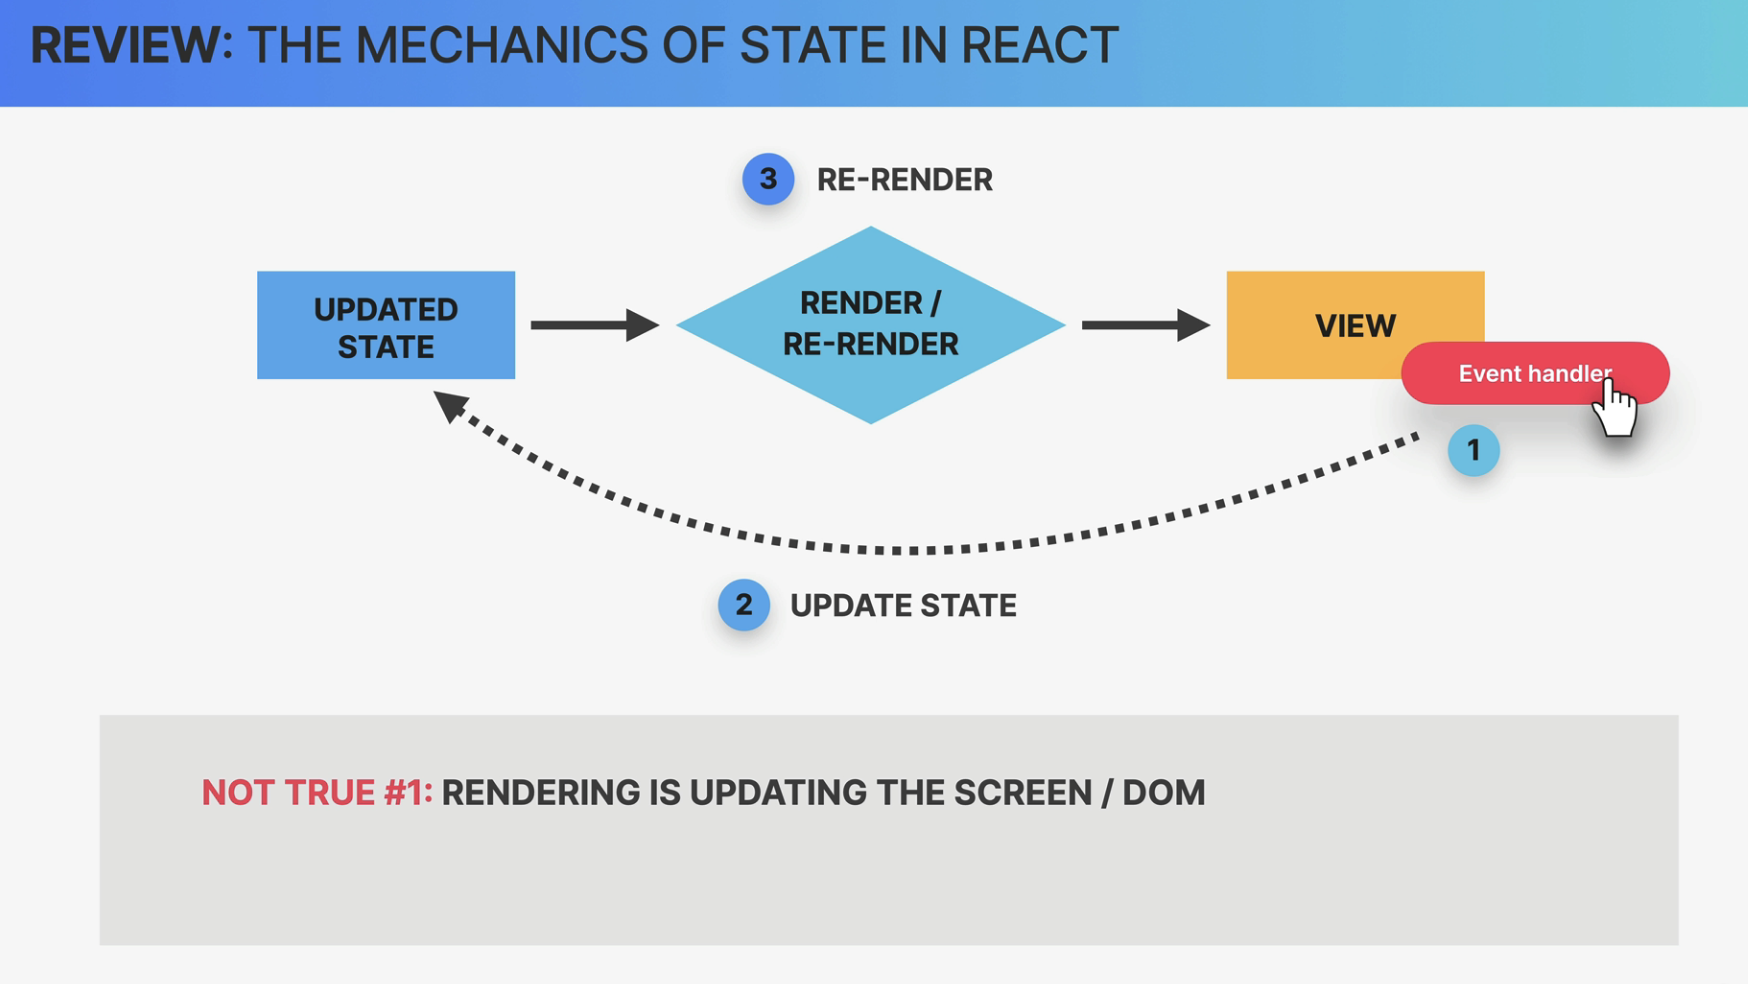 REVIEW: THE MECHANICS OF STATE IN REACT
3 RE-RENDER
UPDATED
STATE
RENDER /
RE-RENDER
VIEW
Event handler
1
2 UPDATE STATE
NOT TRUE #1: RENDERING IS UPDATING THE SCREEN / DOM